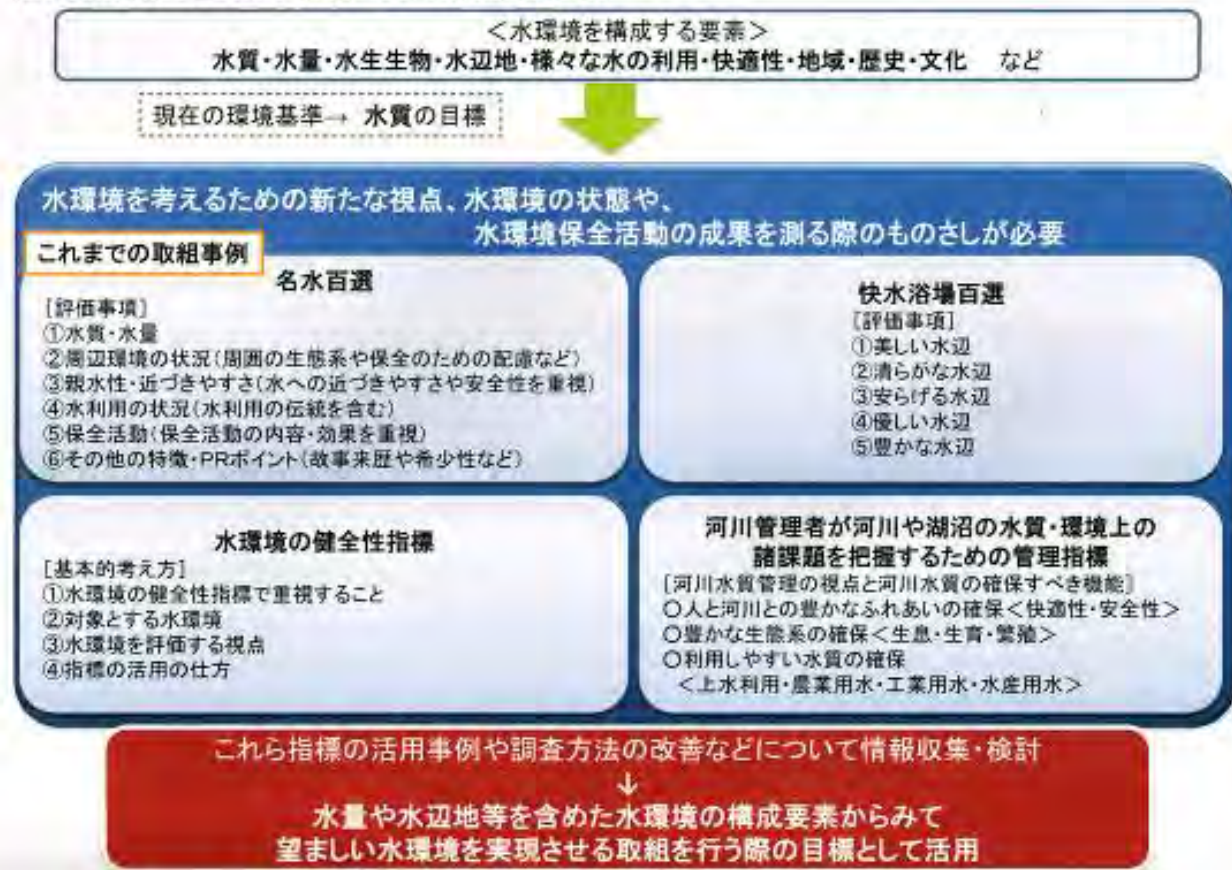 ＜水環境を構成する要素＞
水質・水量・水生生物・水辺地・様々な水の利用・快適性・地域・歴史・文化　など
現在の環境基準→ 水質の目標
水環境を考えるための新たな視点、水環境の状態や、
水環境保全活動の成果を測る際のものさしが必要
これまでの取組事例
名水百選
[評価事項]
①水質・水量
②周辺環境の状況(周囲の生態系や保全のための配慮など)
③親水性・近づきやすさ(水への近づきやすさや安全性を重視)
④水利用の状況(水利用の伝統を含む)
⑤保全活動(保全活動の内容・効果を重視)
⑥その他の特徴・PRポイント(故事来歴や希少性など)
快水浴場百選
[評価事項]
①美しい水辺
②清らかな水辺
③安らげる水辺
④優しい水辺
⑤豊かな水辺
水環境の健全性指標
[基本的考え方]
①水環境の健全性指標で重視すること
②対象とする水環境
③水環境を評価する視点
④指標の活用の仕方
河川管理者が河川や湖沼の水質・環境上の
諸課題を把握するための管理指標
[河川水質管理の視点と河川水質の確保すべき機能]
○人と河川との豊かなふれあいの確保＜快適性・安全性＞
○豊かな生態系の確保＜生息・生育・繁殖＞
○利用しやすい水質の確保
＜上水利用・農業用水・工業用水・水産用水＞
これら指標の活用事例や調査方法の改善などについて情報収集・検討
↓
水量や水辺地等を含めた水環境の構成要素からみて
望ましい水環境を実現させる取組を行う際の目標として活用